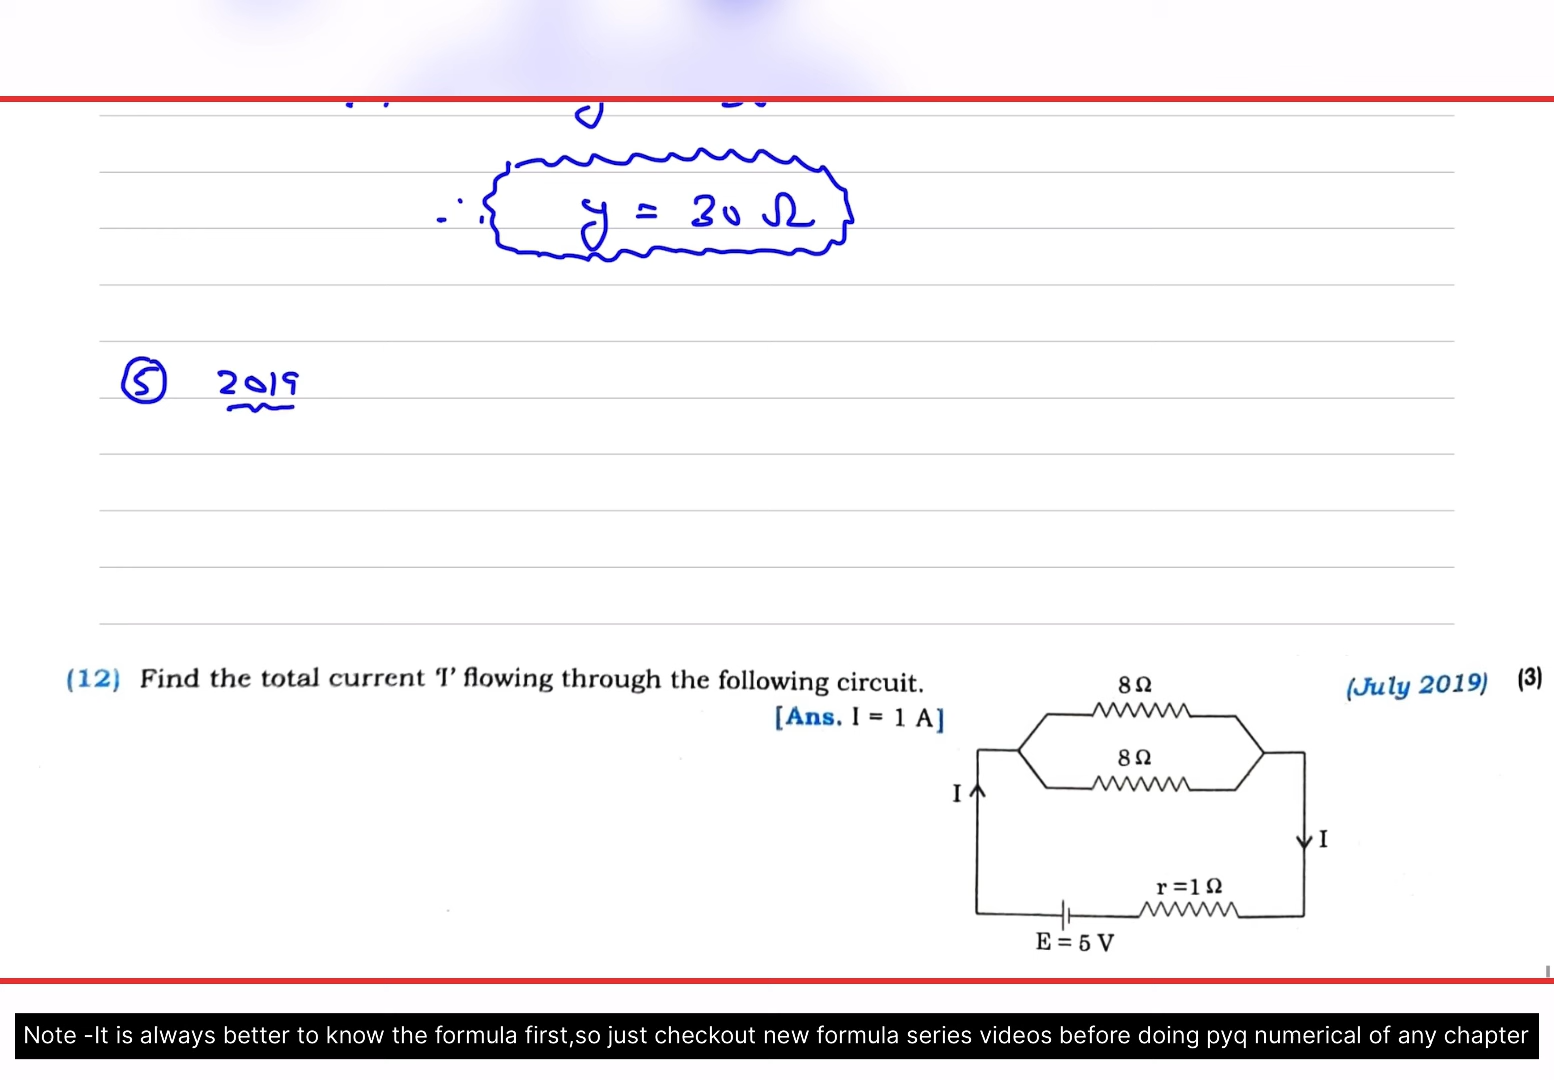 ∴ y = 30 Ω
5 2019
(12) Find the total current 'I' flowing through the following circuit. (July 2019) (3)
[Ans. I = 1 A]
8 Ω
8 Ω
I
I
r = 1 Ω
E = 5 V
Note -It is always better to know the formula first,so just checkout new formula series videos before doing pyq numerical of any chapter